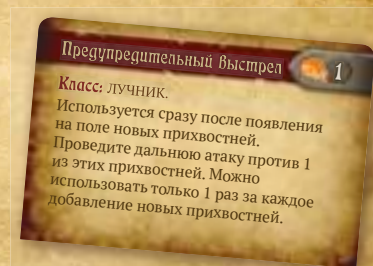 Предупредительный выстрел 1
Класс: ЛУЧНИК.
Используется сразу после появления
на поле новых прихвостней.
Проведите дальнюю атаку против 1
из этих прихвостней. Можно
использовать только 1 раз за каждое
добавление новых прихвостней.